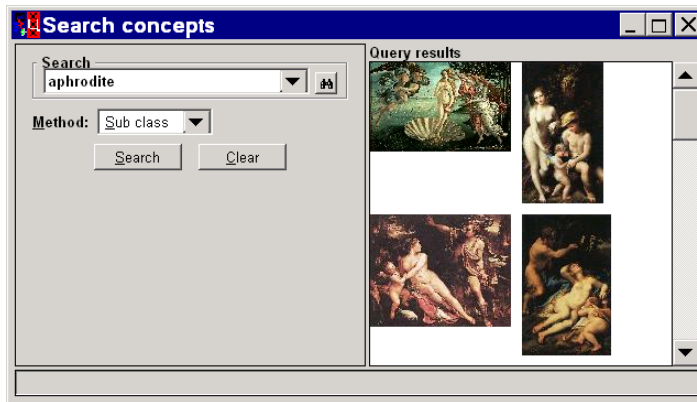 Search concepts
Search
aphrodite
Method: Sub class
Search Clear
Query results